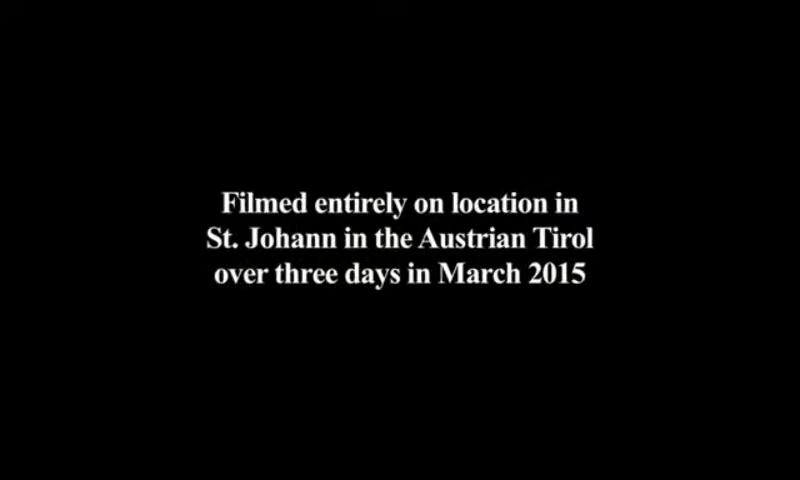 Filmed entirely on location in
St. Johann in the Austrian Tirol
over three days in March 2015